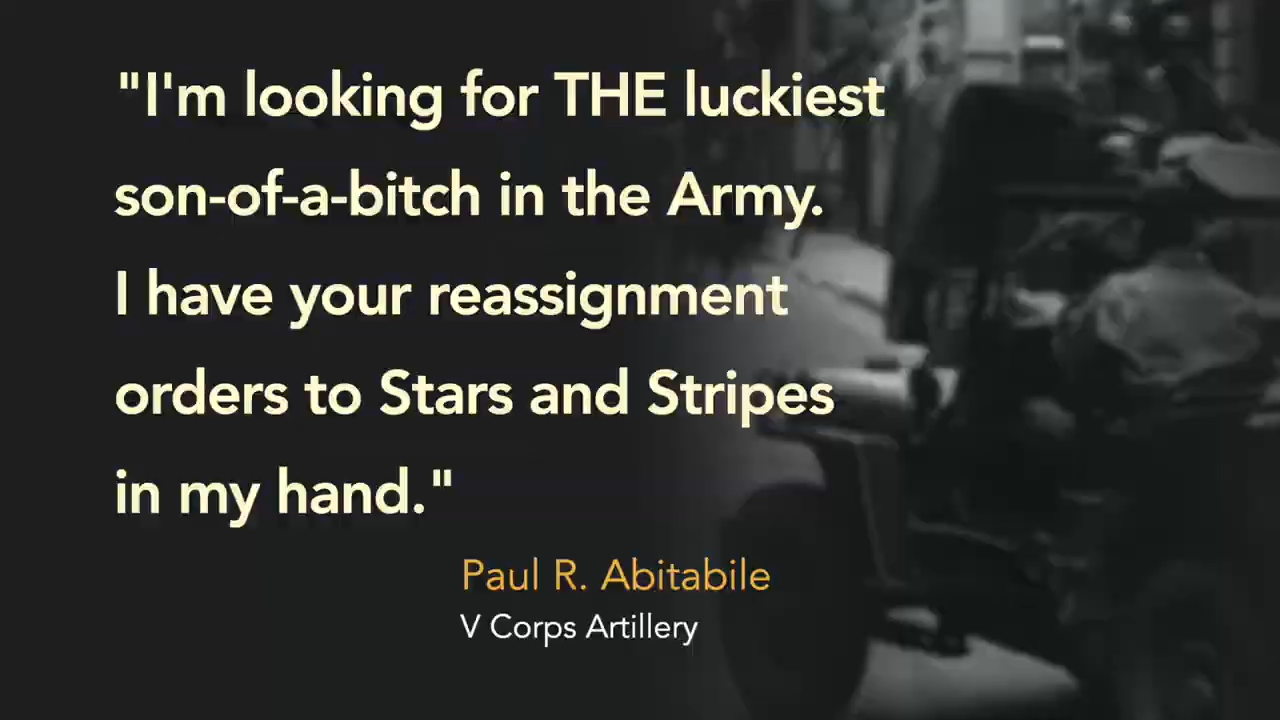 "I'm looking for THE luckiest
son-of-a-bitch in the Army.
I have your reassignment
orders to Stars and Stripes
in my hand."
Paul R. Abitabile
V Corps Artillery